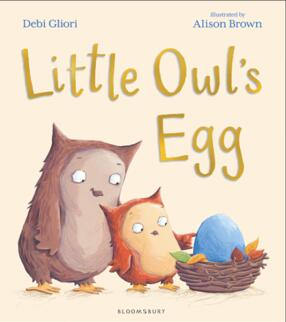 Debi Gliori
illustrated by
Alison Brown
Little Owl's
Egg
BLOOMSBURY